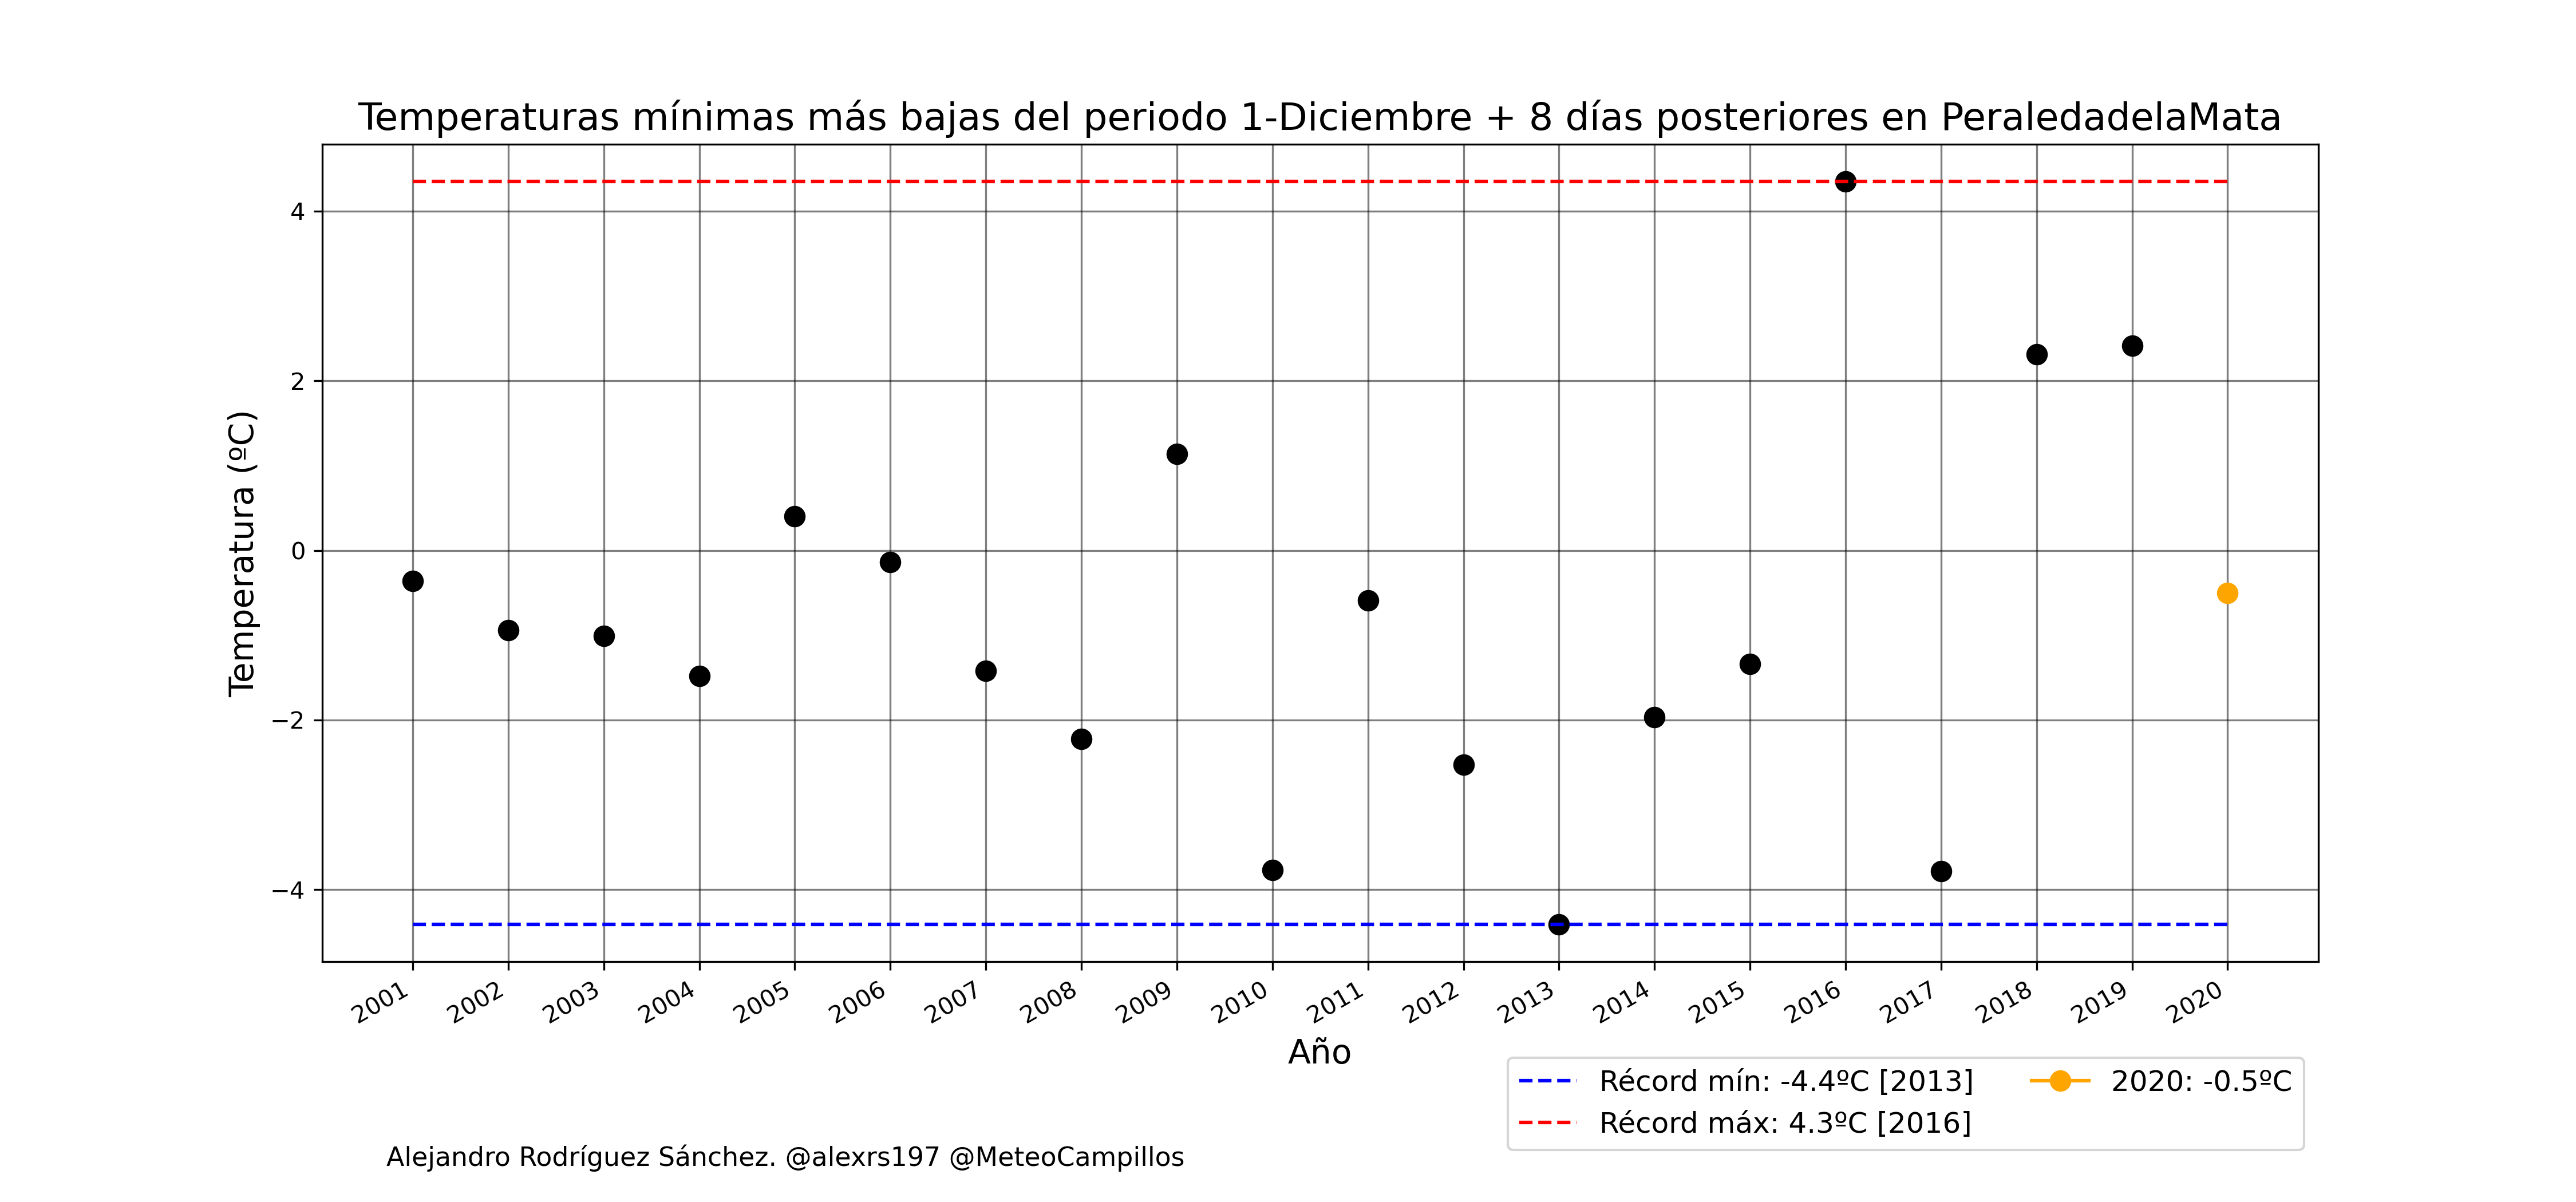 Temperaturas mínimas más bajas del periodo 1-Diciembre + 8 días posteriores en PeraledadelaMata
Temperatura (ºC)
4
2
0
−2
−4
2001 2002 2003 2004 2005 2006 2007 2008 2009 2010 2011 2012 2013 2014 2015 2016 2017 2018 2019 2020
Año
Récord mín: -4.4ºC [2013]
Récord máx: 4.3ºC [2016]
2020: -0.5ºC
Alejandro Rodríguez Sánchez. @alexrs197 @MeteoCampillos